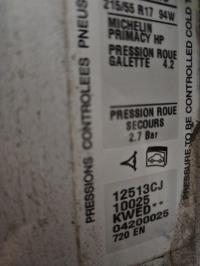 215/55 R17 94W
MICHELIN
PRIMACY HP
PRESSION ROUE
GALETTE 4.2
PRESSION ROUE
SECOURS
2.7 Bar
12513CJ
10025
KWED**
04200025
720 EN
PRESSIONS CONTROLEES PNEUS
PRESSURE TO BE CONTROLLED COLD